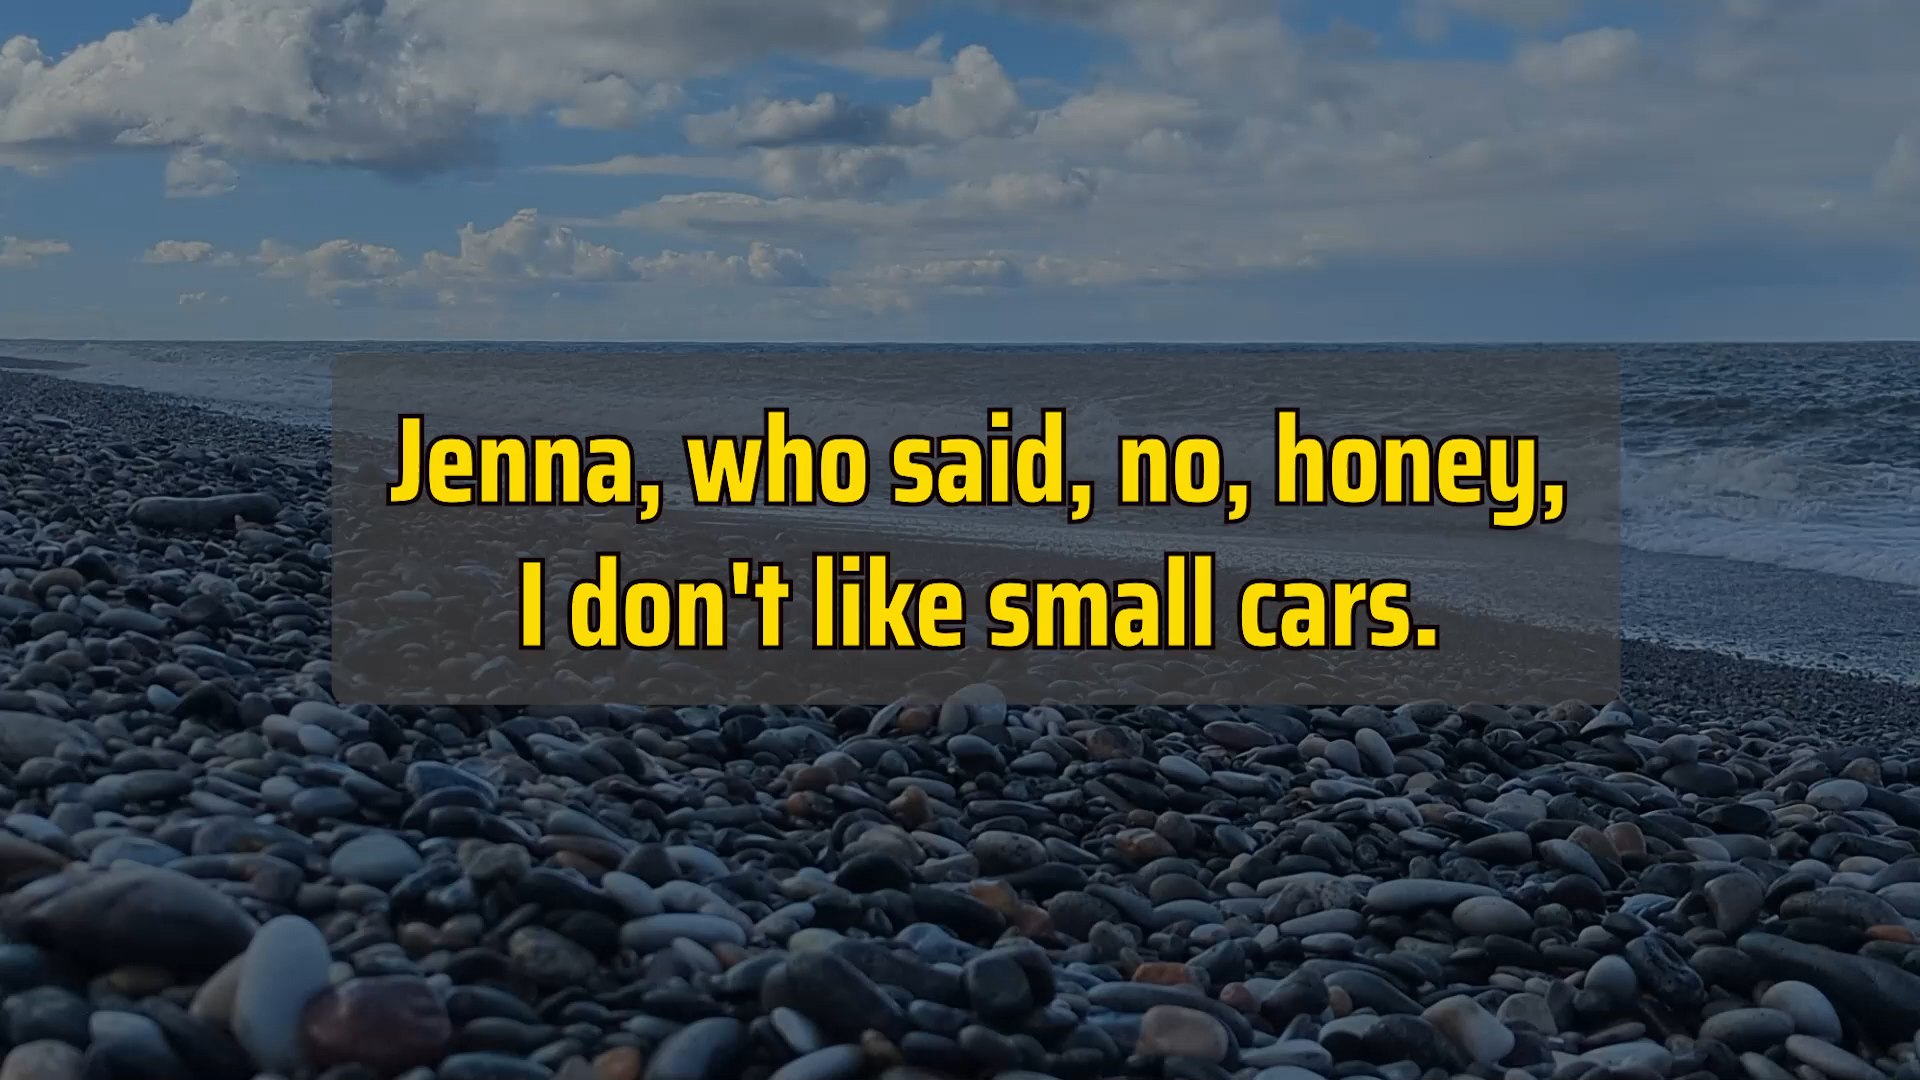 Jenna, who said, no, honey,
I don't like small cars.